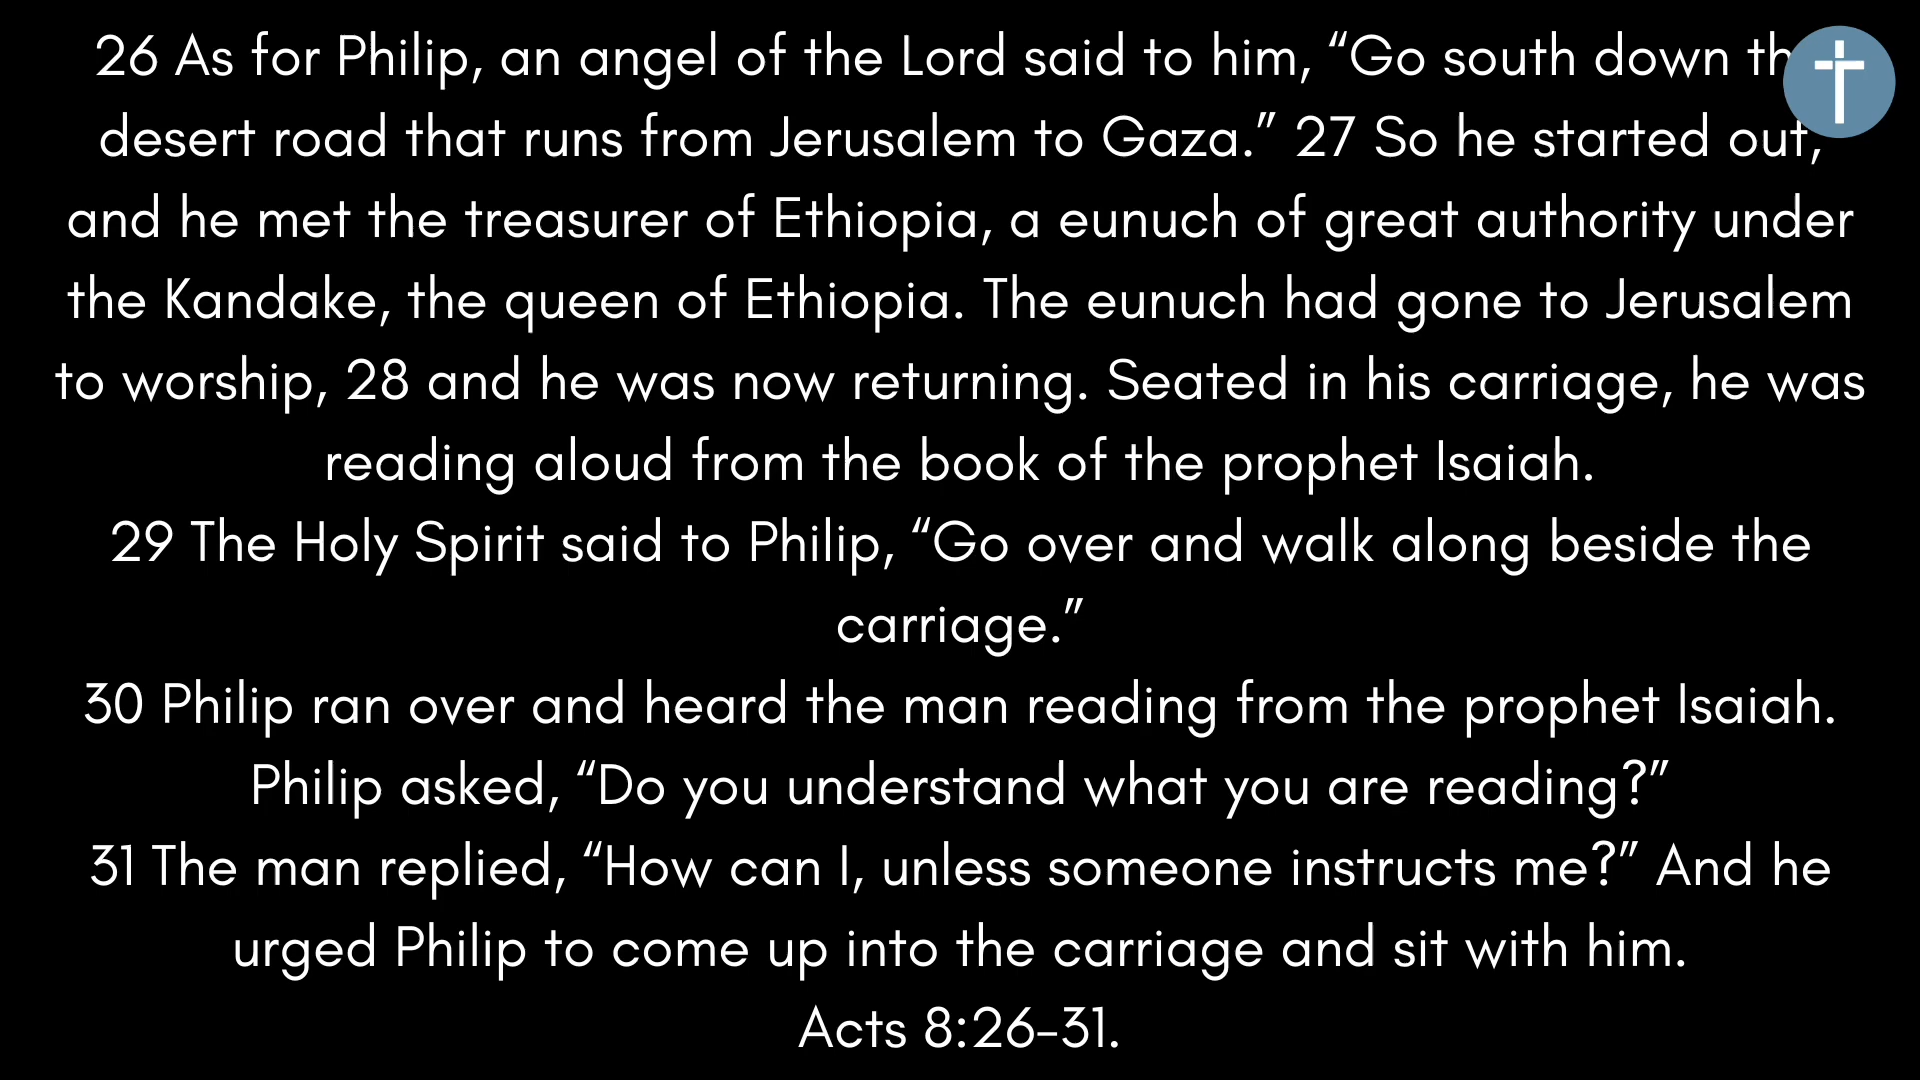 26 As for Philip, an angel of the Lord said to him, “Go south down th
desert road that runs from Jerusalem to Gaza.” 27 So he started out,
and he met the treasurer of Ethiopia, a eunuch of great authority under
the Kandake, the queen of Ethiopia. The eunuch had gone to Jerusalem
to worship, 28 and he was now returning. Seated in his carriage, he was
reading aloud from the book of the prophet Isaiah.
29 The Holy Spirit said to Philip, “Go over and walk along beside the
carriage.”
30 Philip ran over and heard the man reading from the prophet Isaiah.
Philip asked, “Do you understand what you are reading?”
31 The man replied, “How can I, unless someone instructs me?” And he
urged Philip to come up into the carriage and sit with him.
Acts 8:26–31.